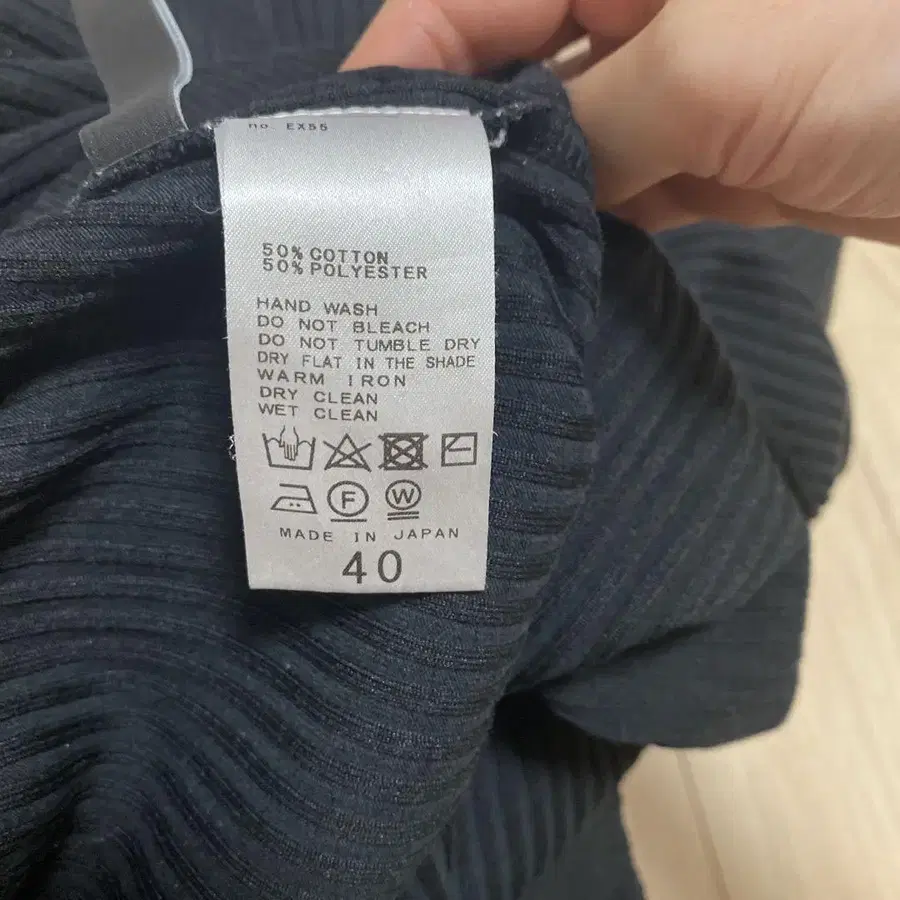 no. EX55
50% COTTON
50% POLYESTER
HAND WASH
DO NOT BLEACH
DO NOT TUMBLE DRY
DRY FLAT IN THE SHADE
WARM IRON
DRY CLEAN
WET CLEAN
F W
MADE IN JAPAN
40